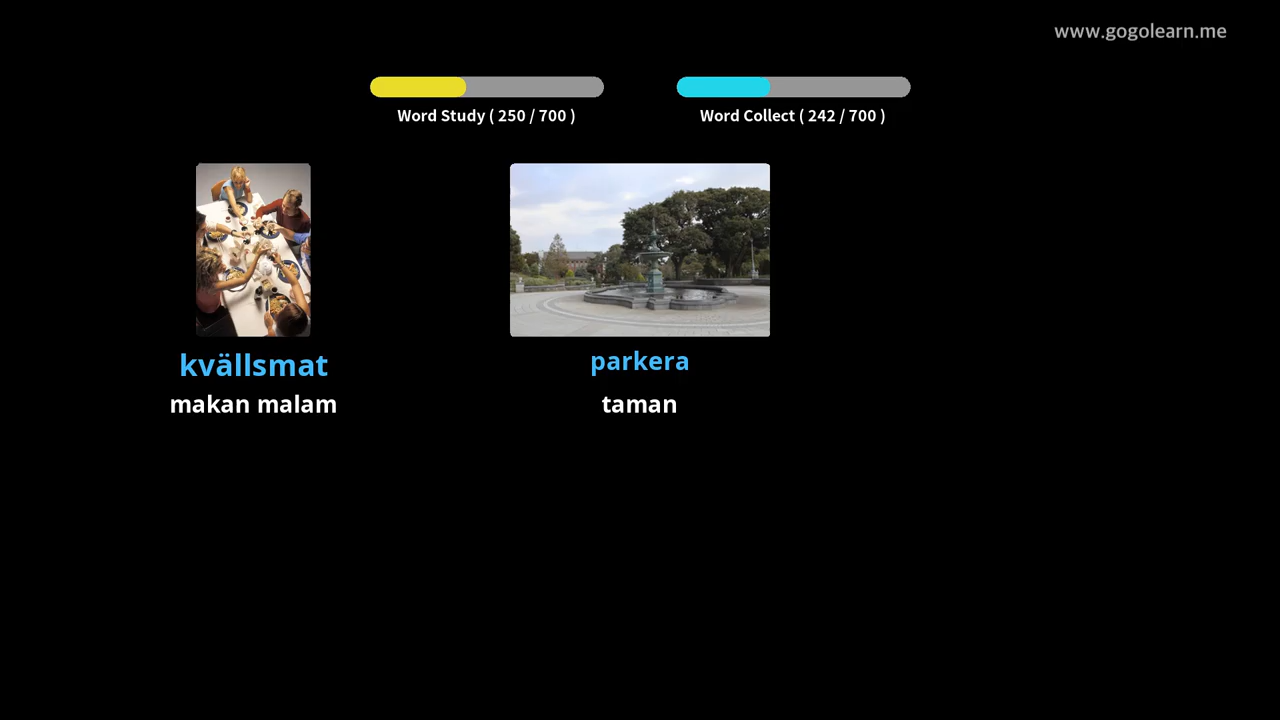 www.gogolearn.me
Word Study ( 250 / 700 )
Word Collect ( 242 / 700 )
kvällsmat
makan malam
parkera
taman